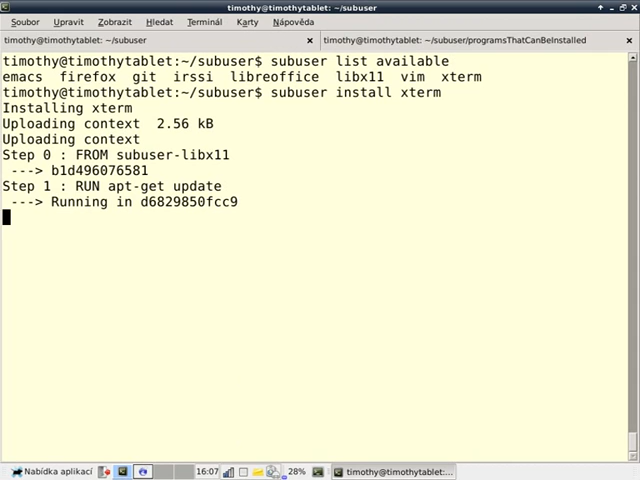 timothy@timothytablet: ~/subuser
Soubor Upravit Zobrazit Hledat Terminál Karty Nápověda
timothy@timothytablet: ~/subuser × timothy@timothytablet: ~/subuser/programsThatCanBeInstalled ×
timothy@timothytablet:~/subuser$ subuser list available
emacs firefox git irssi libreoffice libx11 vim xterm
timothy@timothytablet:~/subuser$ subuser install xterm
Installing xterm
Uploading context 2.56 kB
Uploading context
Step 0 : FROM subuser-libx11
---> b1d496076581
Step 1 : RUN apt-get update
---> Running in d6829850fcc9
Nabídka aplikací 16:07 28% timothy@timothytablet:...